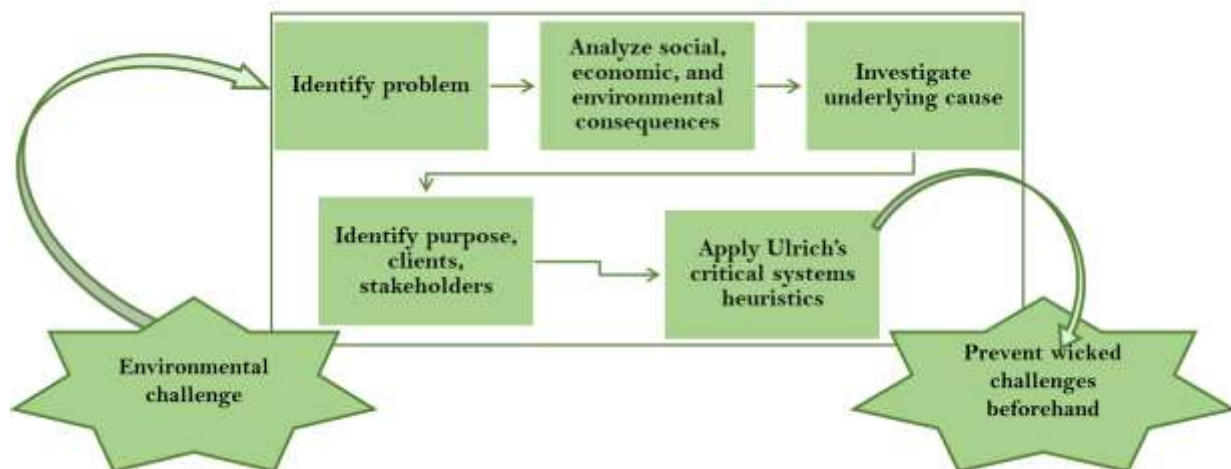 Identify problem
Analyze social,
economic, and
environmental
consequences
Investigate
underlying cause
Identify purpose,
clients,
stakeholders
Apply Ulrich's
critical systems
heuristics
Environmental
challenge
Prevent wicked
challenges
beforehand